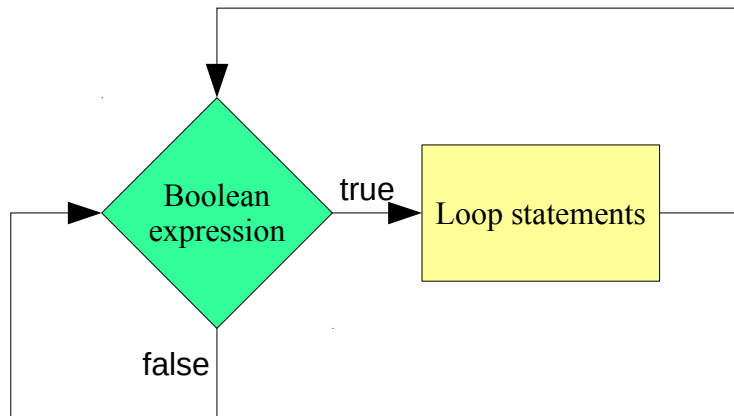 Boolean
expression
true
Loop statements
false